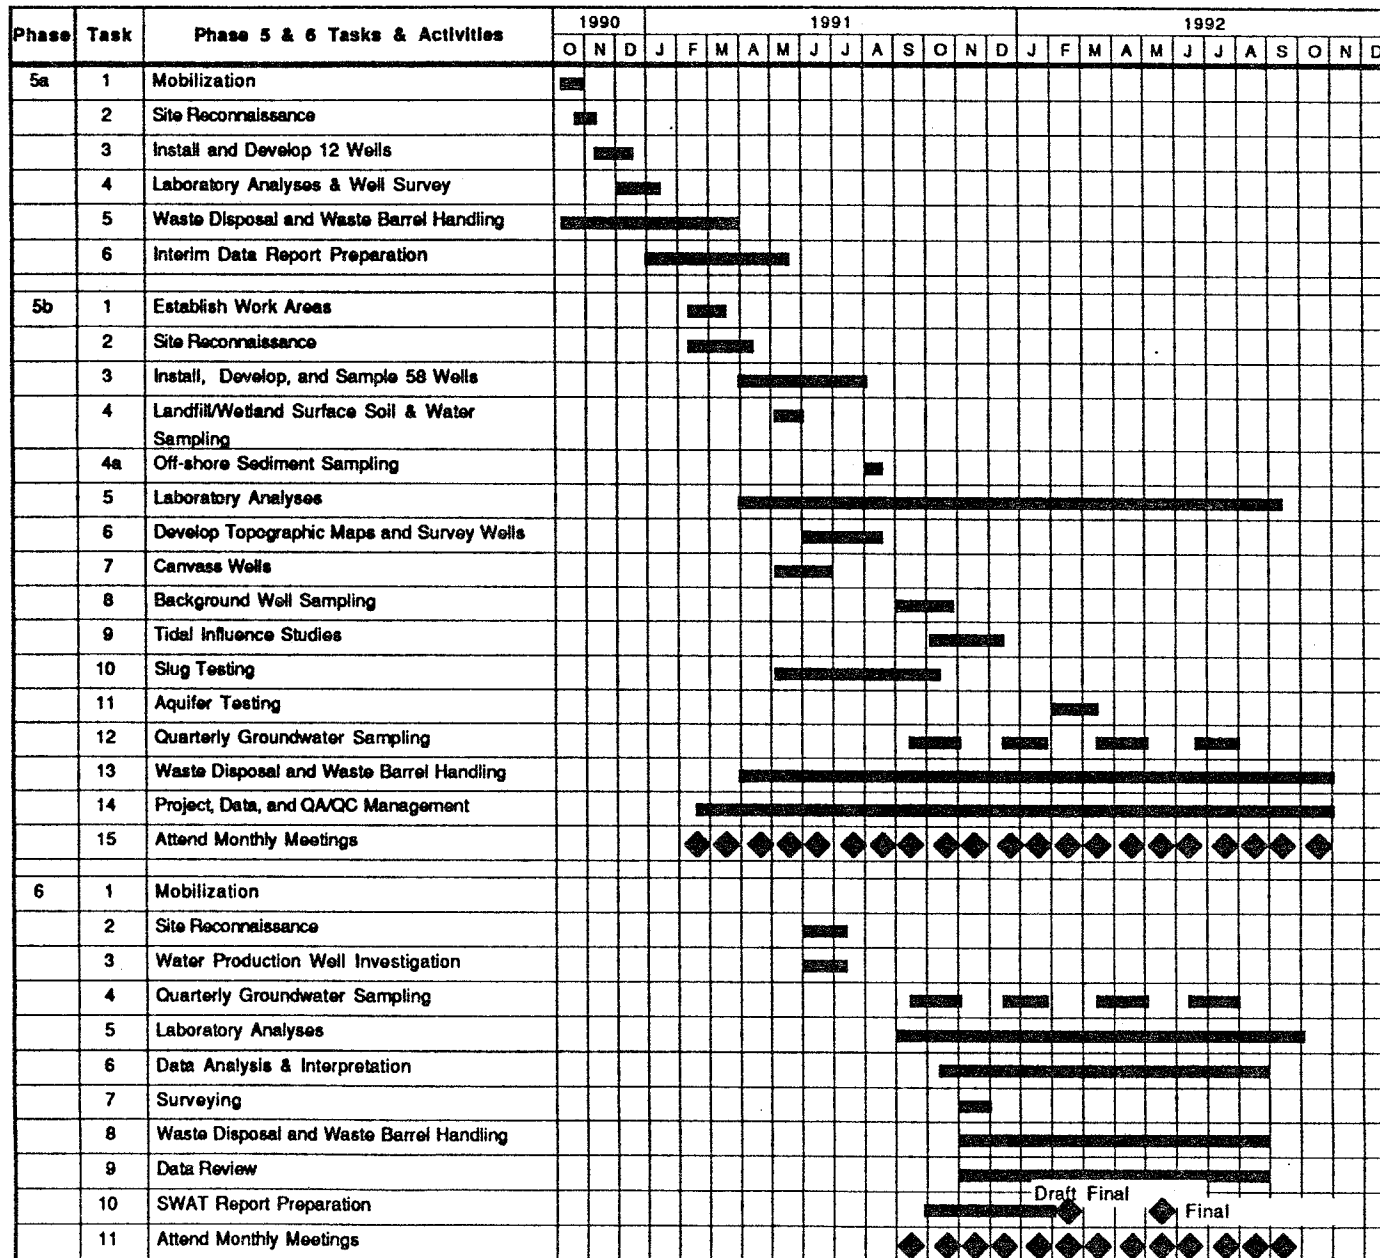 1990 1991 1992
Phase Task Phase 5 & 6 Tasks & Activities
O N D J F M A M J J A S O N D J F M A M J J A S O N D
5a 1 Mobilization
2 Site Reconnaissance
3 Install and Develop 12 Wells
4 Laboratory Analyses & Well Survey
5 Waste Disposal and Waste Barrel Handling
6 Interim Data Report Preparation
5b 1 Establish Work Areas
2 Site Reconnaissance
3 Install, Develop, and Sample 58 Wells
4 Landfill/Wetland Surface Soil & Water
Sampling
4a Off-shore Sediment Sampling
5 Laboratory Analyses
6 Develop Topographic Maps and Survey Wells
7 Canvass Wells
8 Background Well Sampling
9 Tidal Influence Studies
10 Slug Testing
11 Aquifer Testing
12 Quarterly Groundwater Sampling
13 Waste Disposal and Waste Barrel Handling
14 Project, Data, and QA/QC Management
15 Attend Monthly Meetings
6 1 Mobilization
2 Site Reconnaissance
3 Water Production Well Investigation
4 Quarterly Groundwater Sampling
5 Laboratory Analyses
6 Data Analysis & Interpretation
7 Surveying
8 Waste Disposal and Waste Barrel Handling
9 Data Review
Draft Final
10 SWAT Report Preparation Final
11 Attend Monthly Meetings